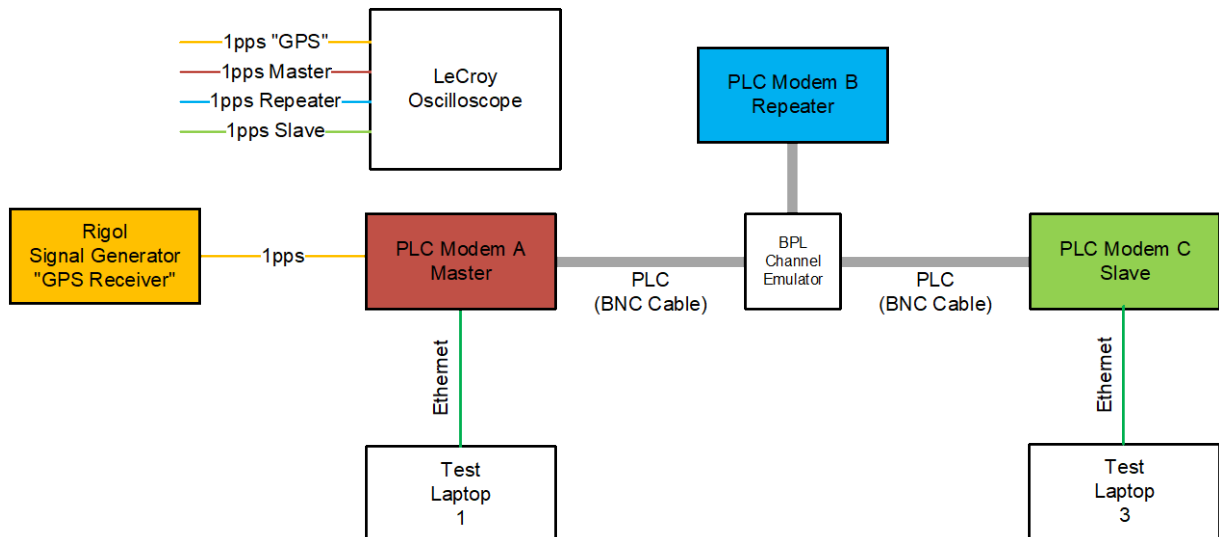 1pps "GPS"
1pps Master
1pps Repeater
1pps Slave
LeCroy
Oscilloscope
PLC Modem B
Repeater
Rigol
Signal Generator
"GPS Receiver"
1pps
PLC Modem A
Master
PLC
(BNC Cable)
BPL
Channel
Emulator
PLC
(BNC Cable)
PLC Modem C
Slave
Ethernet
Ethernet
Test
Laptop
1
Test
Laptop
3